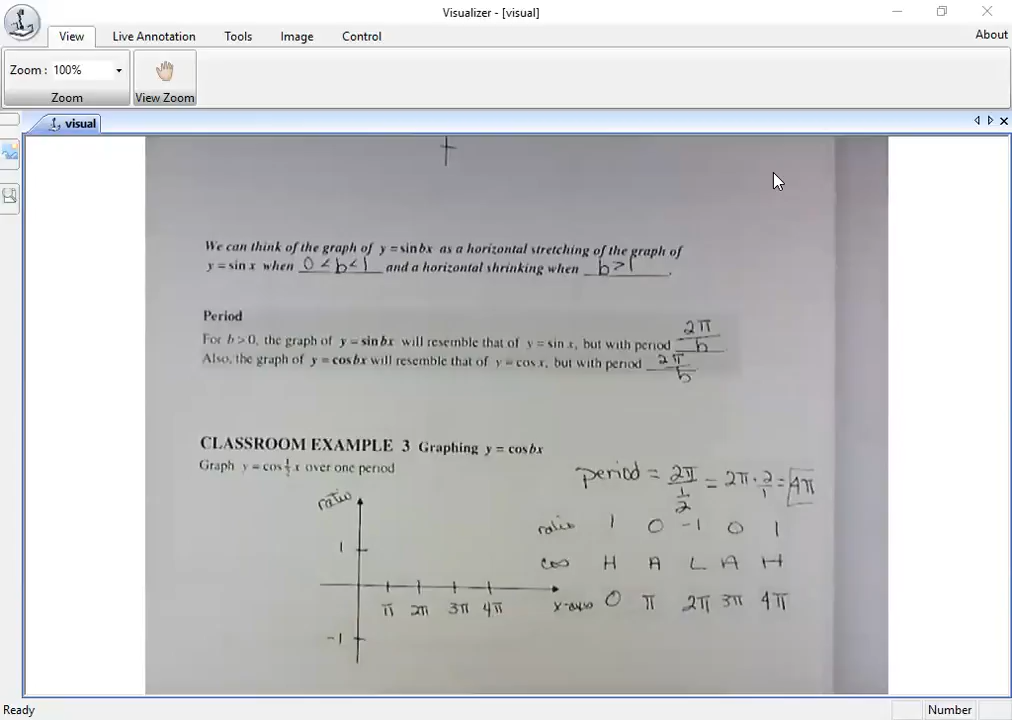 Visualizer - [visual]
View Live Annotation Tools Image Control About
Zoom : 100%
Zoom View Zoom
visual
We can think of the graph of y = sin bx as a horizontal stretching of the graph of
y = sin x when 0 < b < 1 and a horizontal shrinking when b > 1.
Period
For b > 0, the graph of y = sin bx will resemble that of y = sin x, but with period 2π/b
Also, the graph of y = cos bx will resemble that of y = cos x, but with period 2π/b
CLASSROOM EXAMPLE 3 Graphing y = cos bx
Graph y = cos ½ x over one period
period = 2π/(1/2) = 2π · 2/1 = 4π
ratio
ratio 1 0 -1 0 1
1
cos H A L A H
x-axis 0 π 2π 3π 4π
π 2π 3π 4π
-1
Ready Number